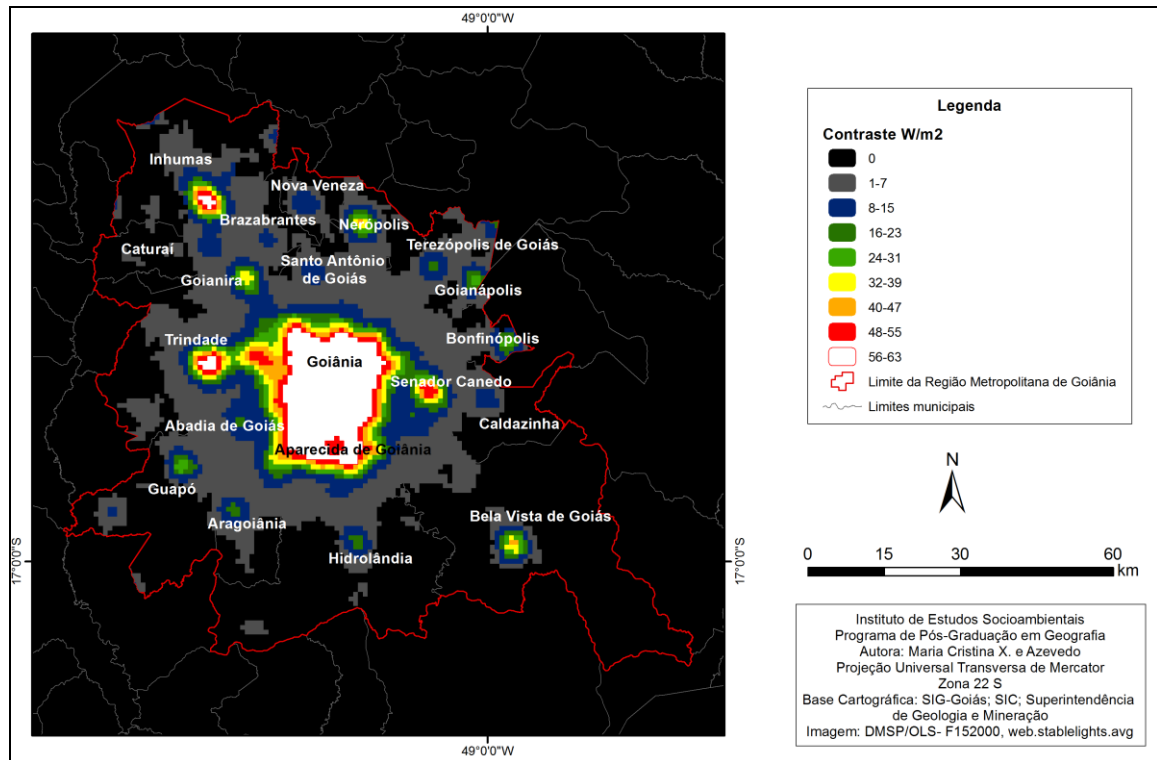 49°0'0"W
Inhumas
Nova Veneza
Brazabrantes
Nerópolis
Caturaí
Terezópolis de Goiás
Santo Antônio
de Goiás
Goianira
Goianápolis
Trindade
Bonfinópolis
Goiânia
Senador Canedo
Abadia de Goiás
Caldazinha
Aparecida de Goiânia
Guapó
Aragoiânia
Bela Vista de Goiás
Hidrolândia
17°0'0"S
17°0'0"S
49°0'0"W
Legenda
Contraste W/m2
0
1-7
8-15
16-23
24-31
32-39
40-47
48-55
56-63
Limite da Região Metropolitana de Goiânia
Limites municipais
N
0 15 30 60
km
Instituto de Estudos Socioambientais
Programa de Pós-Graduação em Geografia
Autora: Maria Cristina X. e Azevedo
Projeção Universal Transversa de Mercator
Zona 22 S
Base Cartográfica: SIG-Goiás; SIC; Superintendência
de Geologia e Mineração
Imagem: DMSP/OLS- F152000, web.stablelights.avg